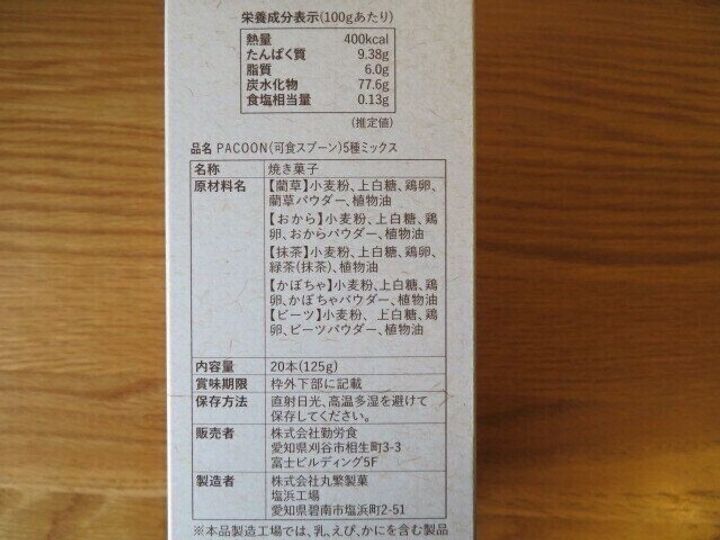 栄養成分表示(100gあたり)
熱量 400kcal
たんぱく質 9.38g
脂質 6.0g
炭水化物 77.6g
食塩相当量 0.13g
(推定値)
品名 PACOON(可食スプーン)5種ミックス
名称 焼き菓子
原材料名 【藺草】小麦粉、上白糖、鶏卵、
藺草パウダー、植物油
【おから】小麦粉、上白糖、鶏
卵、おからパウダー、植物油
【抹茶】小麦粉、上白糖、鶏卵、
緑茶(抹茶)、植物油
【かぼちゃ】小麦粉、上白糖、鶏
卵、かぼちゃパウダー、植物油
【ビーツ】小麦粉、上白糖、鶏
卵、ビーツパウダー、植物油
内容量 20本(125g)
賞味期限 枠外下部に記載
保存方法 直射日光、高温多湿を避けて
保存してください。
販売者 株式会社勤労食
愛知県刈谷市相生町3-3
富士ビルディング5F
製造者 株式会社丸繁製菓
塩浜工場
愛知県碧南市塩浜町2-51
※本品製造工場では、乳、えび、かにを含む製品